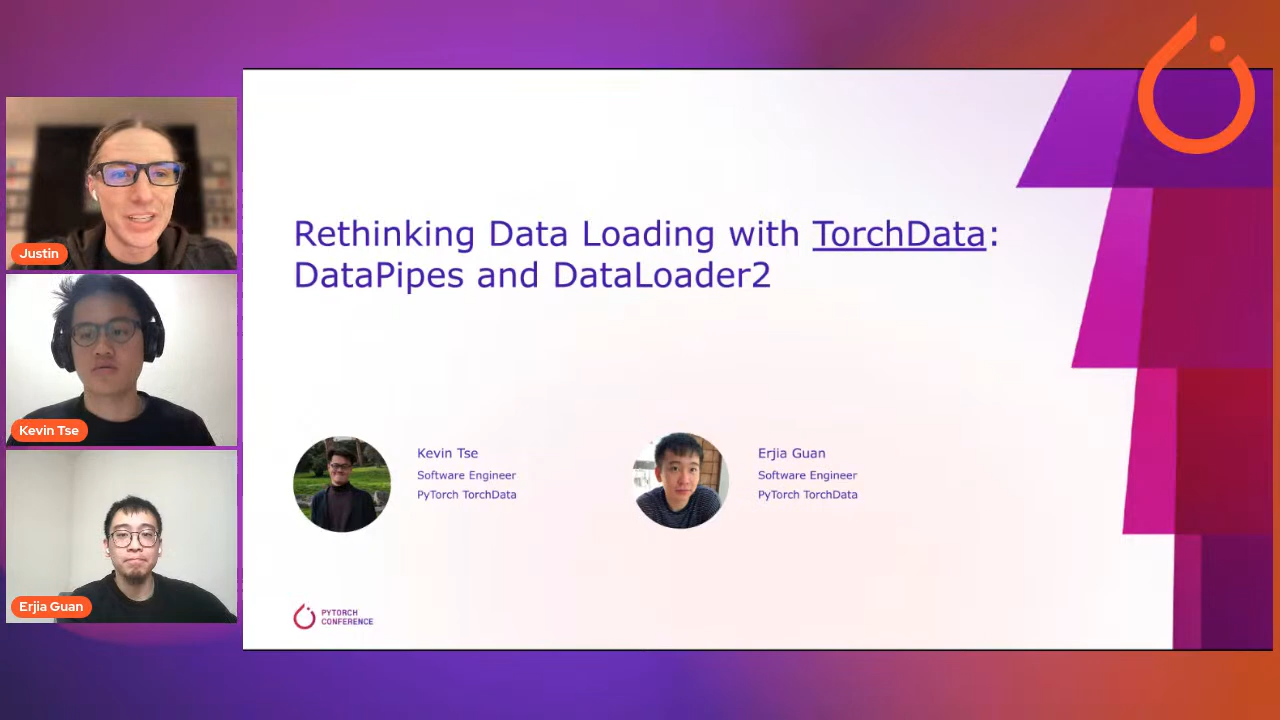 Justin
Kevin Tse
Erjia Guan
Rethinking Data Loading with TorchData:
DataPipes and DataLoader2
Kevin Tse
Software Engineer
PyTorch TorchData
Erjia Guan
Software Engineer
PyTorch TorchData
PYTORCH
CONFERENCE